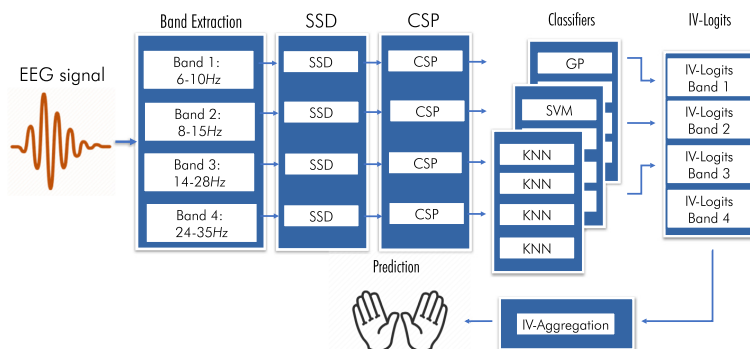 Band Extraction
SSD
CSP
Classifiers
IV-Logits
EEG signal
Band 1:
6-10Hz
Band 2:
8-15Hz
Band 3:
14-28Hz
Band 4:
24-35Hz
SSD
SSD
SSD
SSD
CSP
CSP
CSP
CSP
GP
SVM
KNN
KNN
KNN
KNN
IV-Logits
Band 1
IV-Logits
Band 2
IV-Logits
Band 3
IV-Logits
Band 4
Prediction
IV-Aggregation